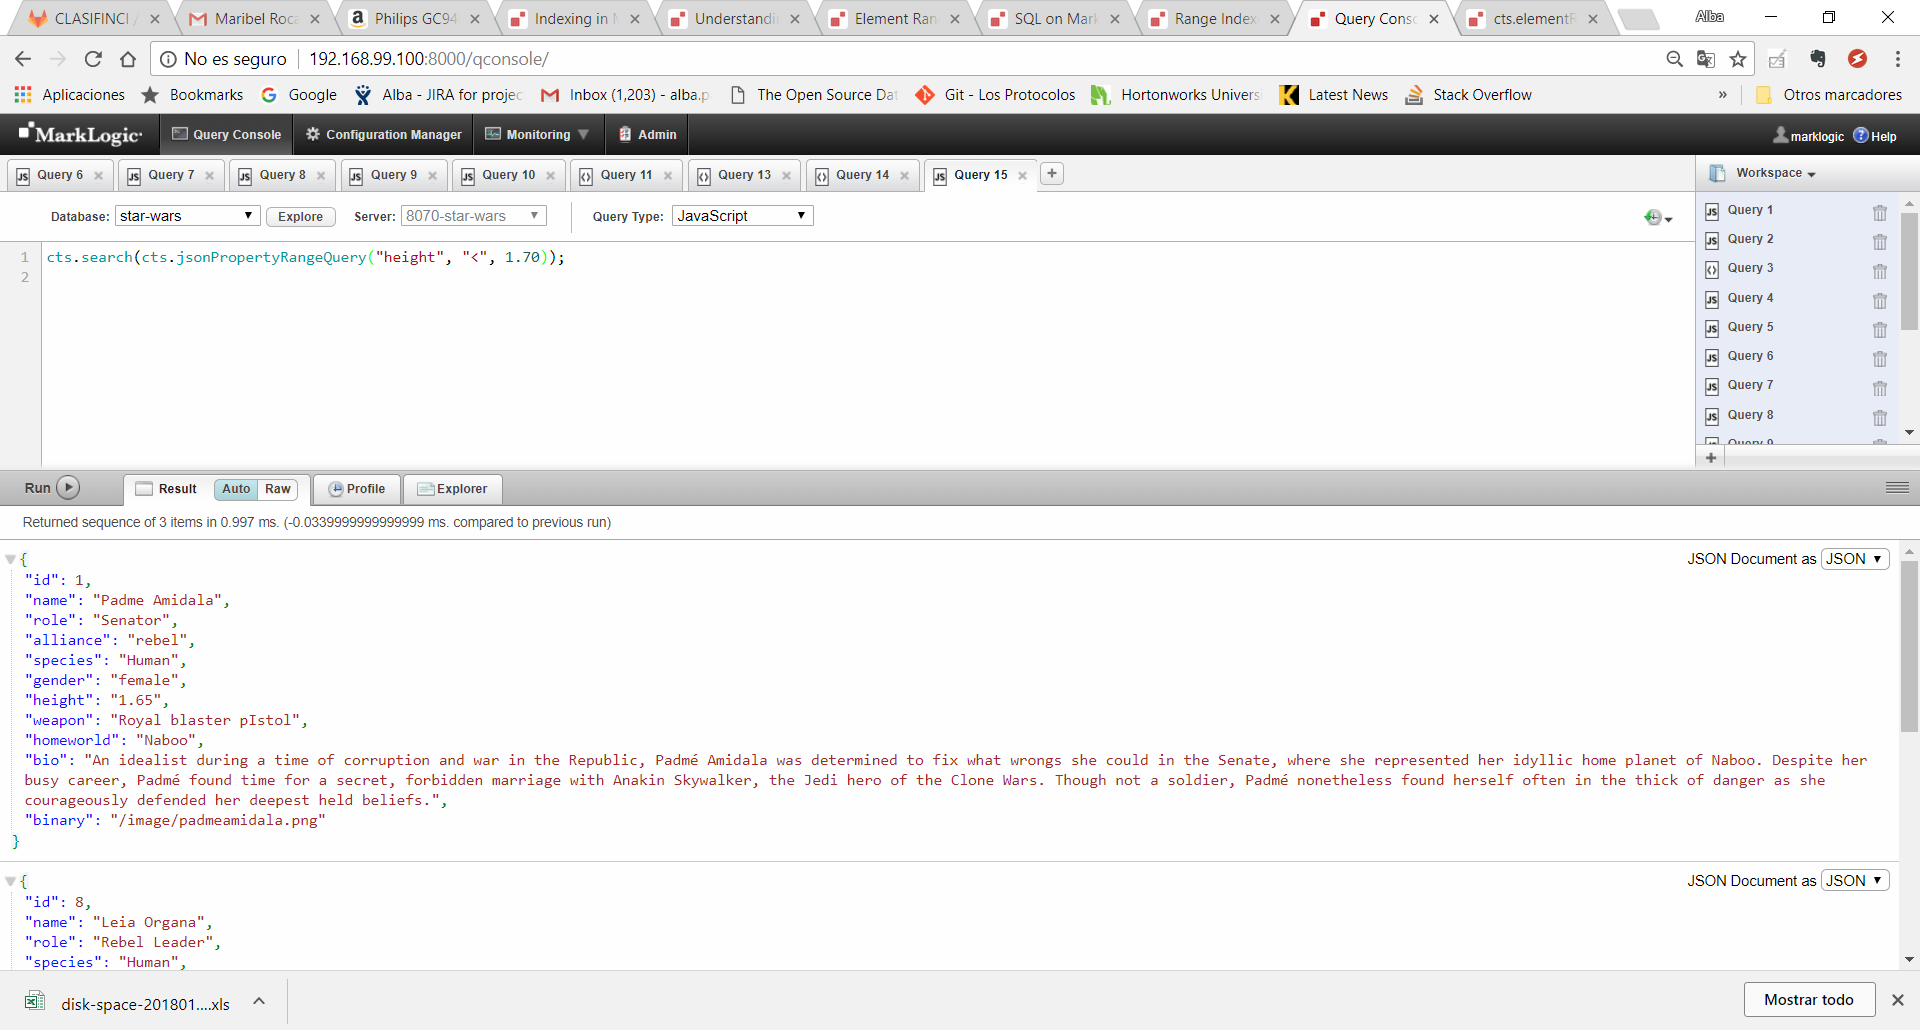 CLASIFINCI /
Maribel Roca
Philips GC94
Indexing in M
Understandi
Element Ran
SQL on Mark
Range Index
Query Conso
cts.elementR
Alba
No es seguro
192.168.99.100:8000/qconsole/
Aplicaciones
Bookmarks
Google
Alba - JIRA for projec
Inbox (1,203) - alba.p
The Open Source Dat
Git - Los Protocolos
Hortonworks Universi
Latest News
Stack Overflow
»
Otros marcadores
MarkLogic
Query Console
Configuration Manager
Monitoring
Admin
marklogic
Help
Query 6
Query 7
Query 8
Query 9
Query 10
Query 11
Query 13
Query 14
Query 15
+
Workspace
Database:
star-wars
Explore
Server:
8070-star-wars
Query Type:
JavaScript
1 cts.search(cts.jsonPropertyRangeQuery("height", "<", 1.70));
2
Query 1
Query 2
Query 3
Query 4
Query 5
Query 6
Query 7
Query 8
Query 9
+
Run
Result
Auto
Raw
Profile
Explorer
Returned sequence of 3 items in 0.997 ms. (-0.0339999999999999 ms. compared to previous run)
JSON Document as JSON
{
"id": 1,
"name": "Padme Amidala",
"role": "Senator",
"alliance": "rebel",
"species": "Human",
"gender": "female",
"height": "1.65",
"weapon": "Royal blaster pIstol",
"homeworld": "Naboo",
"bio": "An idealist during a time of corruption and war in the Republic, Padmé Amidala was determined to fix what wrongs she could in the Senate, where she represented her idyllic home planet of Naboo. Despite her
busy career, Padmé found time for a secret, forbidden marriage with Anakin Skywalker, the Jedi hero of the Clone Wars. Though not a soldier, Padmé nonetheless found herself often in the thick of danger as she
courageously defended her deepest held beliefs.",
"binary": "/image/padmeamidala.png"
}
JSON Document as JSON
{
"id": 8,
"name": "Leia Organa",
"role": "Rebel Leader",
"species": "Human",
disk-space-201801....xls
Mostrar todo